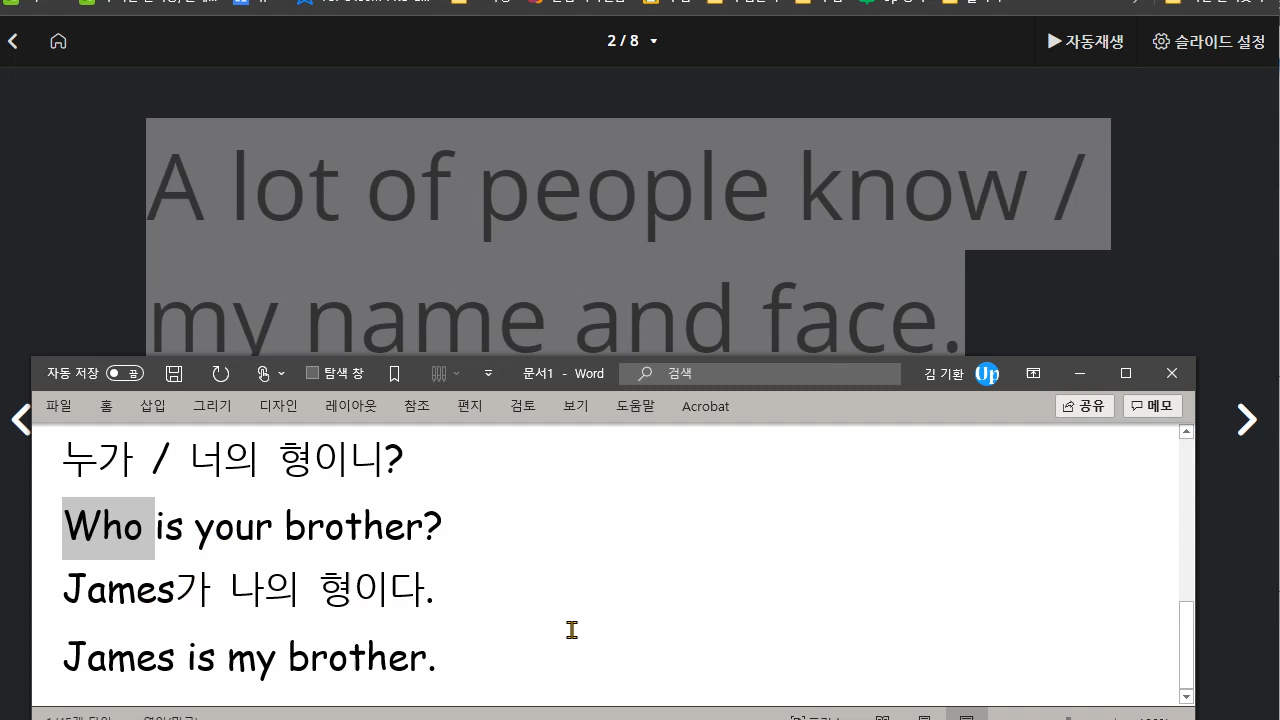 2 / 8
자동재생
슬라이드 설정
A lot of people know /
my name and face.
자동 저장
탐색 창
문서1 - Word
검색
김 기환
Up
파일 홈 삽입 그리기 디자인 레이아웃 참조 편지 검토 보기 도움말 Acrobat
공유
메모
누가 / 너의 형이니?
Who is your brother?
James가 나의 형이다.
James is my brother.